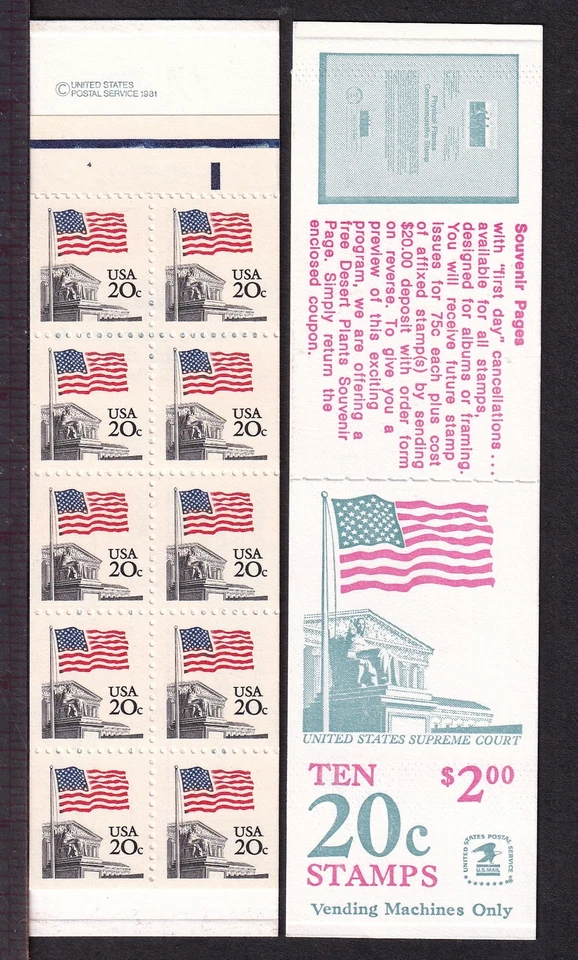 © UNITED STATES
POSTAL SERVICE 1981
4
USA
20c
USA
20c
USA
20c
USA
20c
USA
20c
USA
20c
USA
20c
USA
20c
USA
20c
USA
20c
Physical Fitness
Commemorative Stamp
Souvenir Pages
with "first day" cancellations...
available for all stamps,
designed for albums or framing.
You will receive future stamp
issues for 75c each plus cost
of affixed stamp(s) by sending
$20.00 deposit with order form
on reverse. To give you a
preview of this exciting
program, we are offering a
free Desert Plants Souvenir
Page. Simply return the
enclosed coupon.
UNITED STATES SUPREME COURT
TEN $2.00
20c
STAMPS
UNITED STATES POSTAL SERVICE
U.S.MAIL
Vending Machines Only